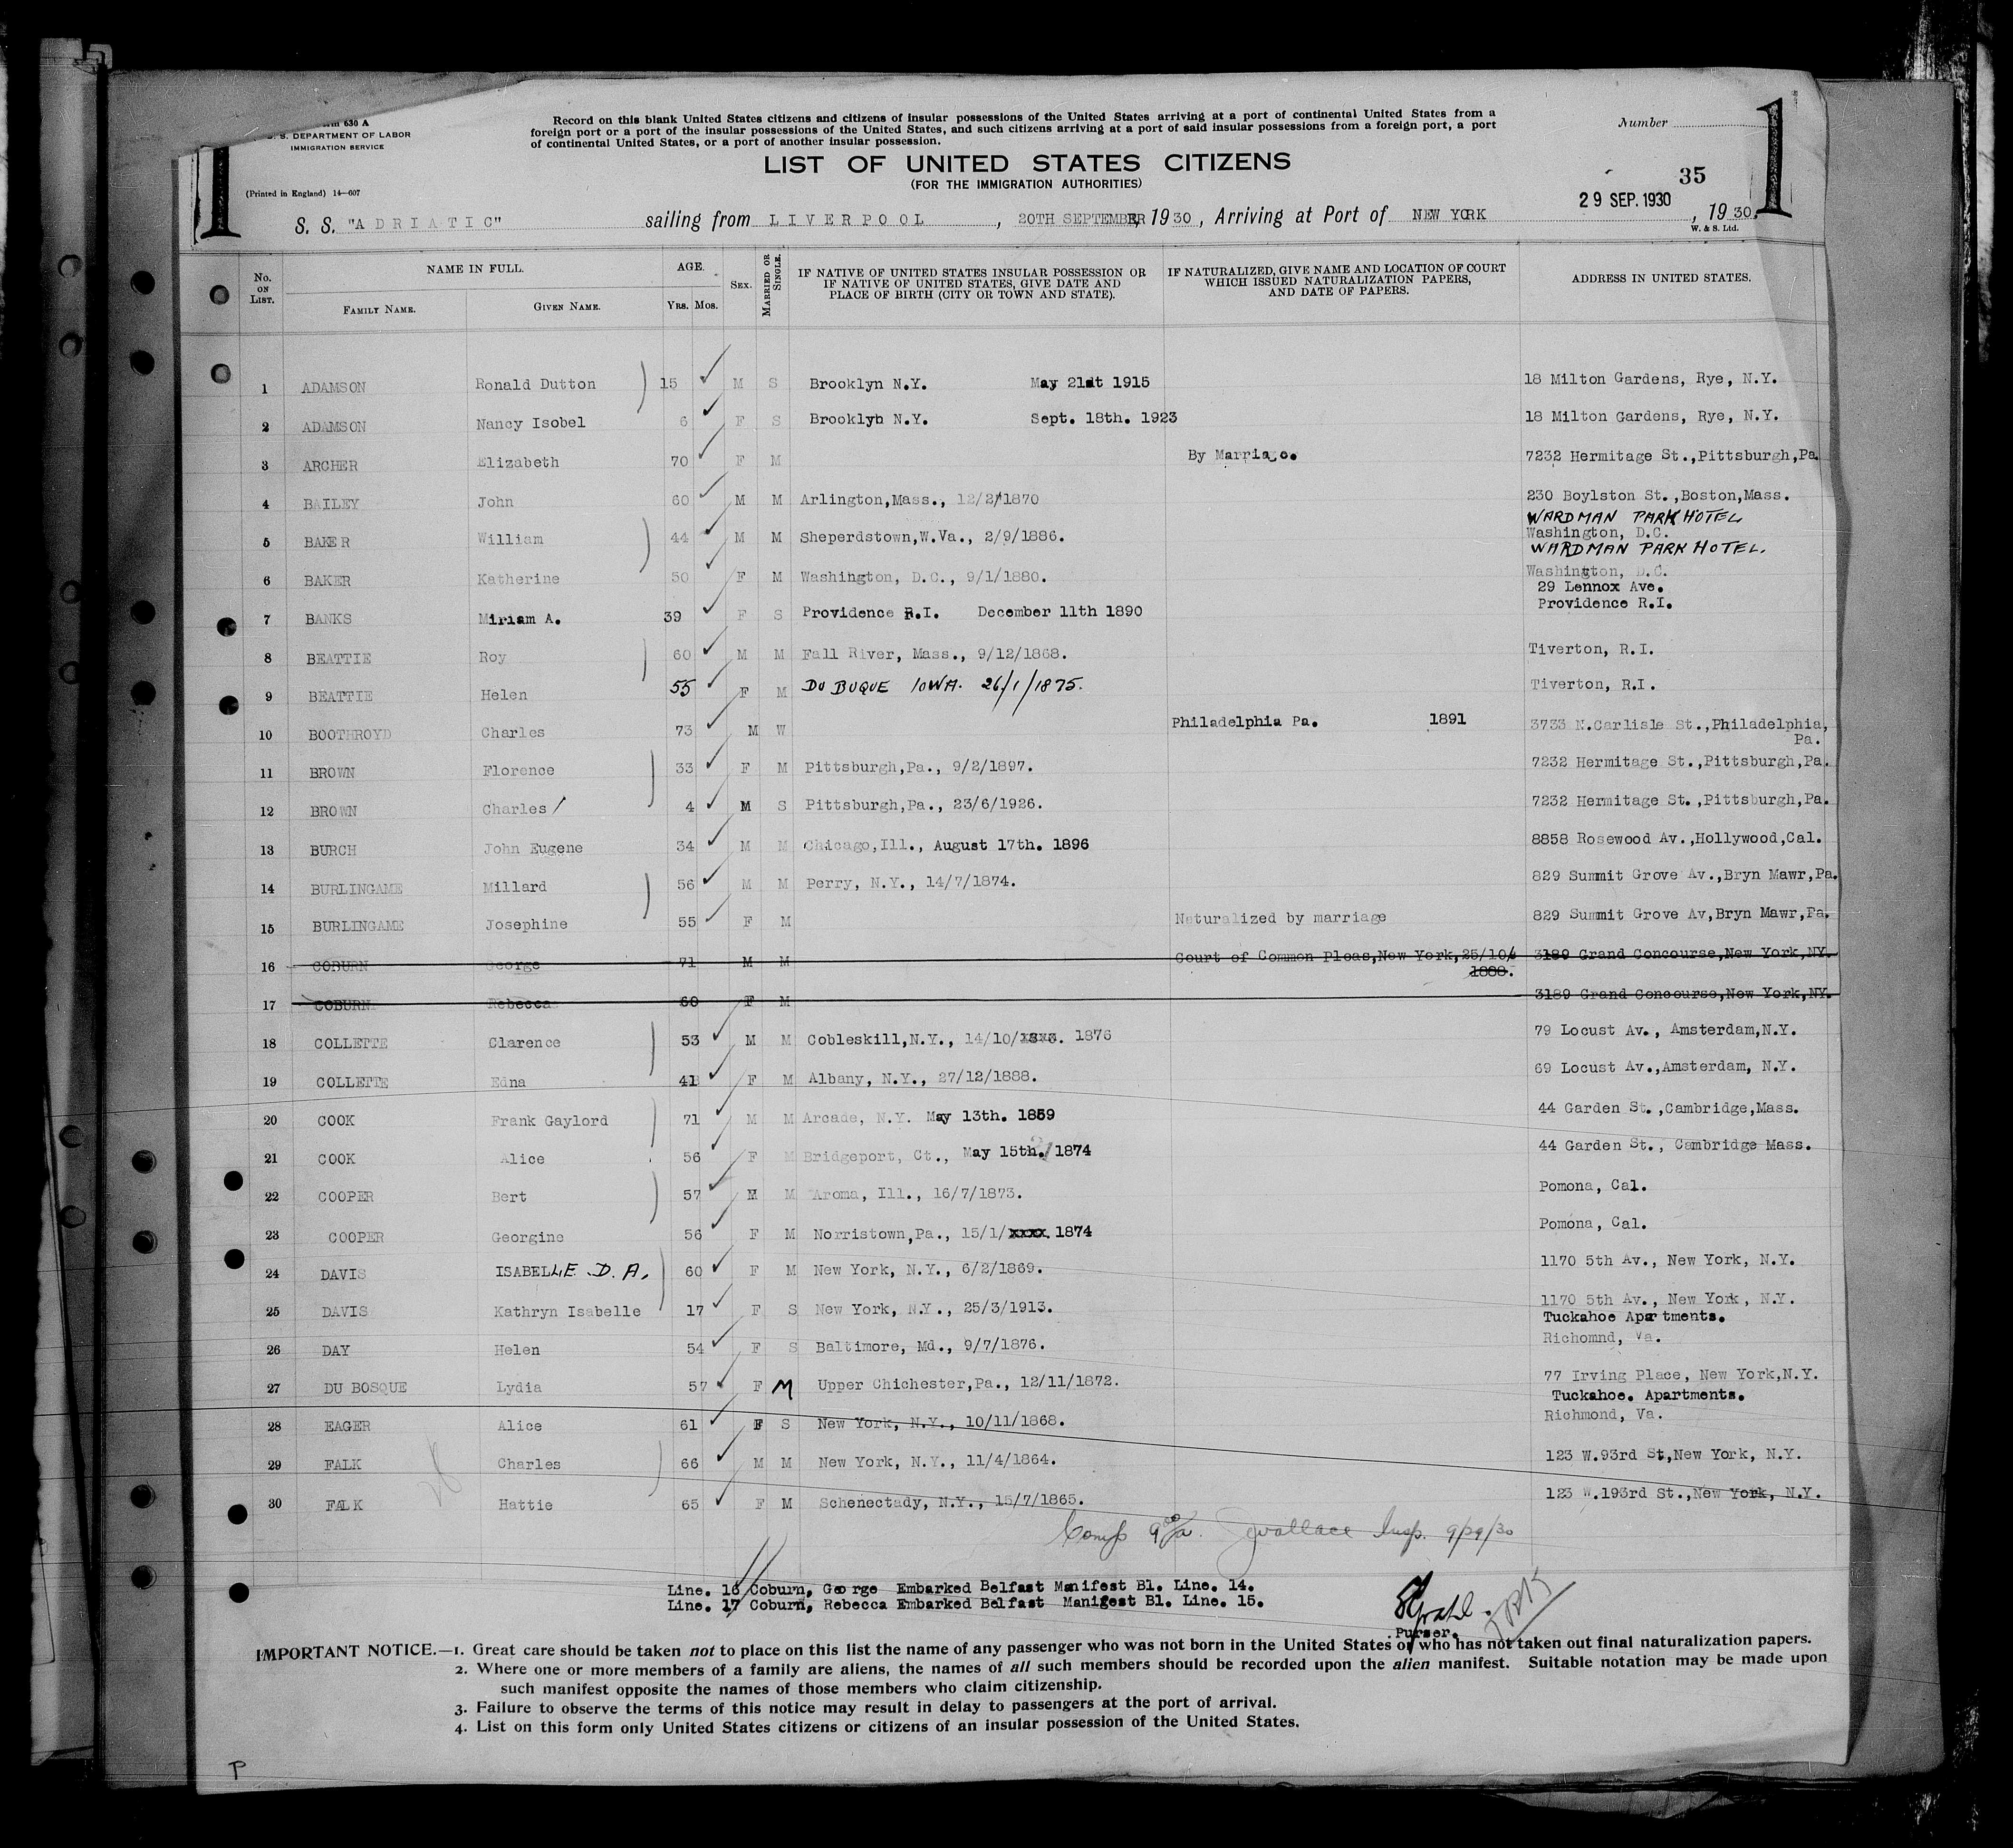 m 630 A
S. DEPARTMENT OF LABOR
IMMIGRATION SERVICE
(Printed in England) 14—607
1
Record on this blank United States citizens and citizens of insular possessions of the United States arriving at a port of continental United States from a
foreign port or a port of the insular possessions of the United States, and such citizens arriving at a port of said insular possessions from a foreign port, a port
of continental United States, or a port of another insular possession.
LIST OF UNITED STATES CITIZENS
(FOR THE IMMIGRATION AUTHORITIES)
Number
1
35
S. S. "ADRIATIC" sailing from LIVERPOOL, 20TH SEPTEMBER, 1930, Arriving at Port of NEW YORK 29 SEP. 1930, 1930.
W. & S. Ltd.
No. ON LIST. NAME IN FULL. FAMILY NAME. GIVEN NAME. AGE. YRS. MOS. SEX. MARRIED OR SINGLE. IF NATIVE OF UNITED STATES INSULAR POSSESSION OR IF NATIVE OF UNITED STATES, GIVE DATE AND PLACE OF BIRTH (CITY OR TOWN AND STATE). IF NATURALIZED, GIVE NAME AND LOCATION OF COURT WHICH ISSUED NATURALIZATION PAPERS, AND DATE OF PAPERS. ADDRESS IN UNITED STATES.
1 ADAMSON Ronald Dutton 15 M S Brooklyn N.Y. May 21st 1915 18 Milton Gardens, Rye, N.Y.
2 ADAMSON Nancy Isobel 6 F S Brooklyn N.Y. Sept. 18th. 1923 18 Milton Gardens, Rye, N.Y.
3 ARCHER Elizabeth 70 F M By Marriage. 7232 Hermitage St.,Pittsburgh,Pa.
4 BAILEY John 60 M M Arlington,Mass., 12/2/1870 230 Boylston St.,Boston,Mass.
WARDMAN PARK HOTEL
5 BAKER William 44 M M Sheperdstown,W.Va., 2/9/1886. Washington, D.C.
WARDMAN PARK HOTEL.
6 BAKER Katherine 50 F M Washington, D.C., 9/1/1880. Washington, D.C.
29 Lennox Ave.
7 BANKS Miriam A. 39 F S Providence R.I. December 11th 1890 Providence R.I.
8 BEATTIE Roy 60 M M Fall River, Mass., 9/12/1868. Tiverton, R.I.
9 BEATTIE Helen 55 F M DU BUQUE IOWA. 26/1/1875. Tiverton, R.I.
10 BOOTHROYD Charles 73 M W Philadelphia Pa. 1891 3733 N.Carlisle St.,Philadelphia,
Pa.
11 BROWN Florence 33 F M Pittsburgh,Pa., 9/2/1897. 7232 Hermitage St.,Pittsburgh,Pa.
12 BROWN Charles 4 M S Pittsburgh,Pa., 23/6/1926. 7232 Hermitage St.,Pittsburgh,Pa.
13 BURCH John Eugene 34 M M Chicago,Ill., August 17th. 1896 8858 Rosewood Av.,Hollywood,Cal.
14 BURLINGAME Millard 56 M M Perry, N.Y., 14/7/1874. 829 Summit Grove Av.,Bryn Mawr,Pa.
15 BURLINGAME Josephine 55 F M Naturalized by marriage 829 Summit Grove Av,Bryn Mawr,Pa.
16 COBURN George 71 M M Court of Common Pleas,New York,25/10/ 3189 Grand Concourse,New York,NY.
1888.
17 COBURN Rebecca 60 F M 3189 Grand Concourse,New York,NY.
18 COLLETTE Clarence 53 M M Cobleskill,N.Y., 14/10/xxxx. 1876 79 Locust Av., Amsterdam,N.Y.
19 COLLETTE Edna 41 F M Albany, N.Y., 27/12/1888. 69 Locust Av.,Amsterdam, N.Y.
20 COOK Frank Gaylord 71 M M Arcade, N.Y. May 13th. 1859 44 Garden St.,Cambridge,Mass.
21 COOK Alice 56 F M Bridgeport, Ct., May 15th. 1874 44 Garden St., Cambridge Mass.
22 COOPER Bert 57 M M Aroma, Ill., 16/7/1873. Pomona, Cal.
23 COOPER Georgine 56 F M Norristown,Pa., 15/1/xxxx. 1874 Pomona, Cal.
24 DAVIS ISABELLE D.A. 60 F M New York, N.Y., 6/2/1869. 1170 5th Av., New York, N.Y.
25 DAVIS Kathryn Isabelle 17 F S New York, N.Y., 25/3/1913. 1170 5th Av., New York, N.Y.
Tuckahoe Apartments.
26 DAY Helen 54 F S Baltimore, Md., 9/7/1876. Richomnd, Va.
27 DU BOSQUE Lydia 57 F M Upper Chichester,Pa., 12/11/1872. 77 Irving Place, New York,N.Y.
Tuckahoe. Apartments.
28 EAGER Alice 61 F S New York, N.Y., 10/11/1868. Richmond, Va.
29 FALK Charles 66 M M New York, N.Y., 11/4/1864. 123 W.93rd St,New York, N.Y.
30 FALK Hattie 65 F M Schenectady, N.Y., 15/7/1865. 123 W.193rd St.,New York, N.Y.
28
Wallace Insp. 9/29/30
Line. 16 Coburn, George Embarked Belfast Manifest Bl. Line. 14.
Line. 17 Coburn, Rebecca Embarked Belfast Manigest Bl. Line. 15.
Purser.
IMPORTANT NOTICE.—1. Great care should be taken not to place on this list the name of any passenger who was not born in the United States or who has not taken out final naturalization papers.
2. Where one or more members of a family are aliens, the names of all such members should be recorded upon the alien manifest. Suitable notation may be made upon
such manifest opposite the names of those members who claim citizenship.
3. Failure to observe the terms of this notice may result in delay to passengers at the port of arrival.
4. List on this form only United States citizens or citizens of an insular possession of the United States.
P